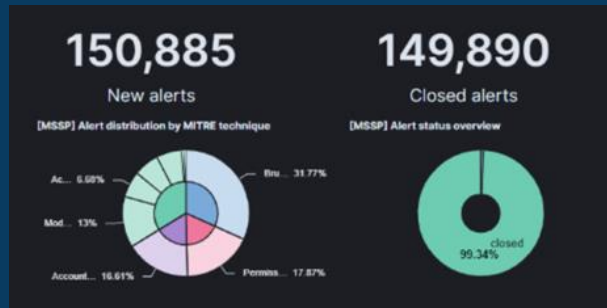 150,885
149,890
New alerts
Closed alerts
[MSSP] Alert distribution by MITRE technique
[MSSP] Alert status overview
Ac... 6.68%
Bru... 31.77%
Mod... 13%
closed
99.34%
Account... 16.61%
Permiss... 17.87%